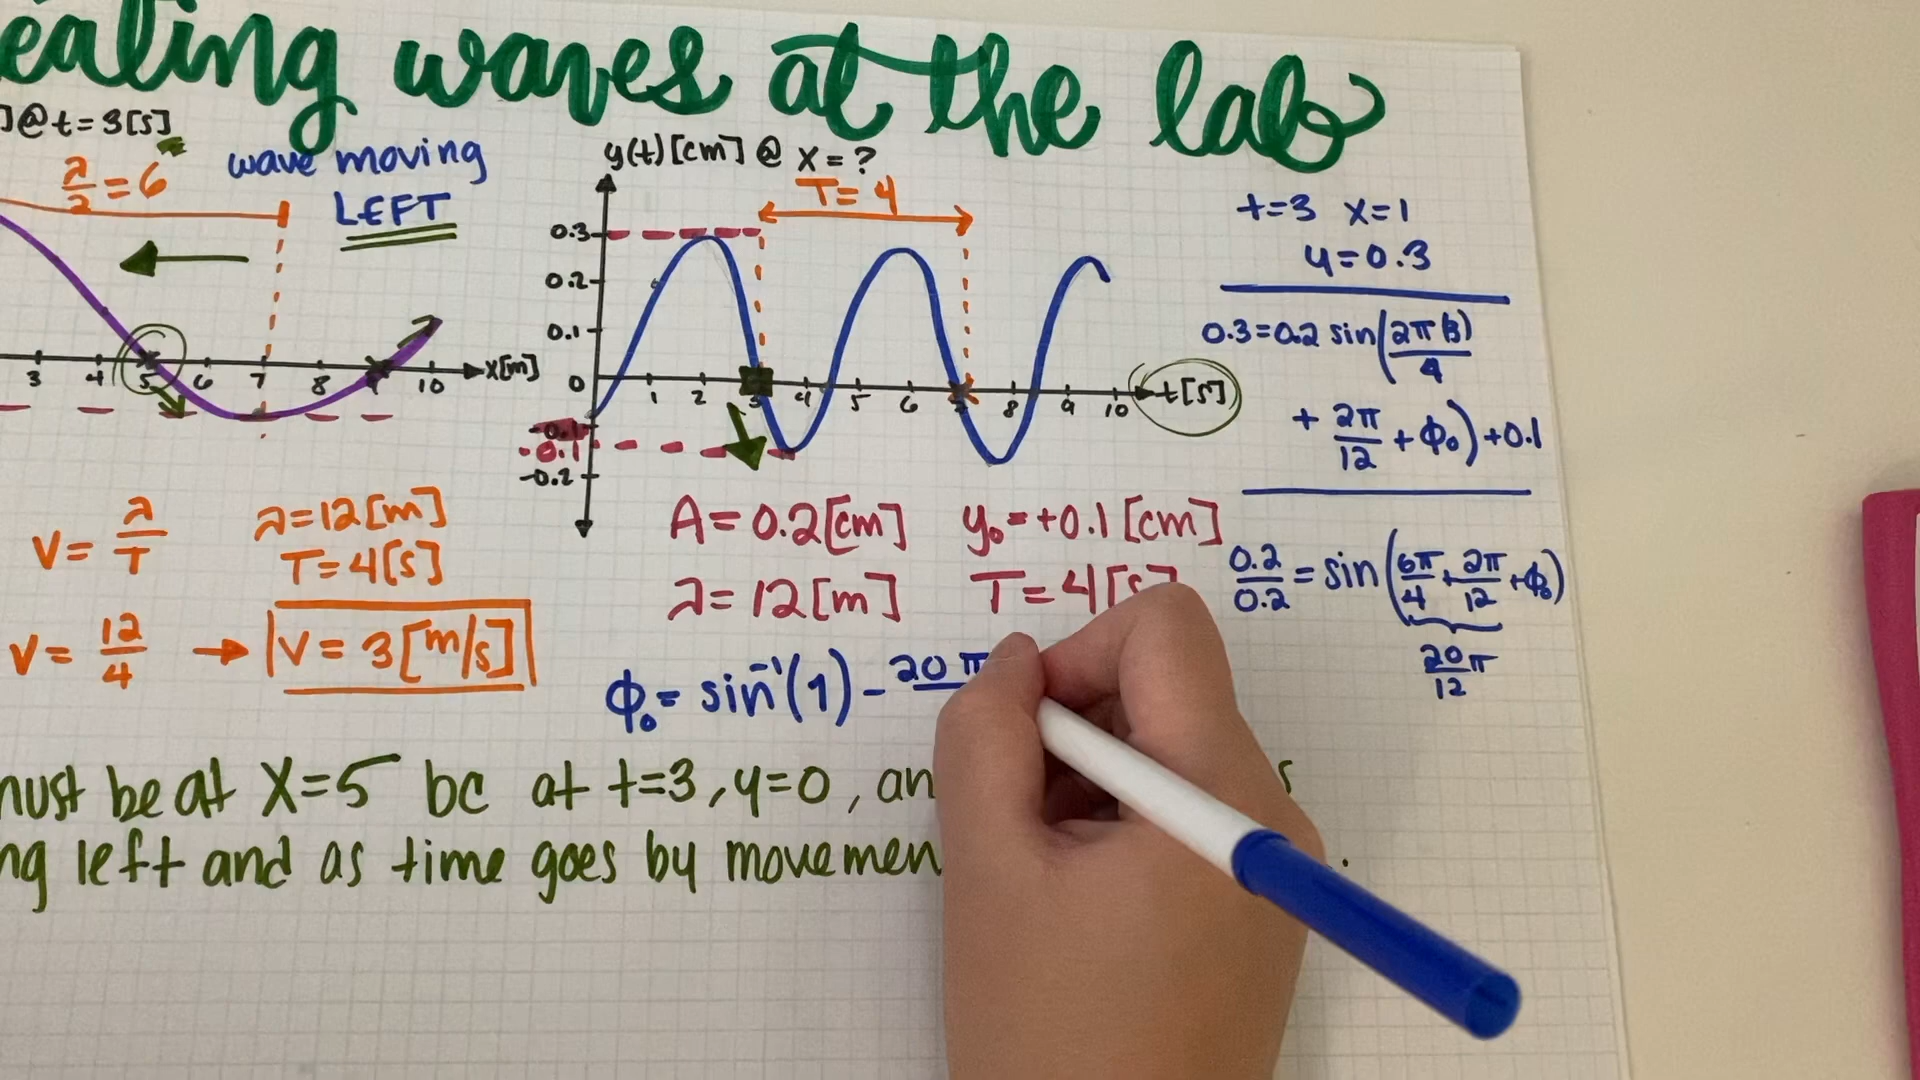 eating waves at the lab
]@t=3[s]
λ/2=6
wave moving
LEFT
3 4 5 6 7 8 9 10 x[m]
y(t)[cm]@ x=?
T=4
0.3
0.2
0.1
0
-0.1
-0.1
-0.2
1 2 3 4 5 6 7 8 9 10 t[s]
t=3 x=1
y=0.3
0.3=0.2 sin(2π(3)/4
+ 2π/12 + ϕ₀)+0.1
0.2/0.2 = sin(6π/4 + 2π/12 + ϕ₀)
20/12 π
V= λ/T
λ=12[m]
T=4[s]
V= 12/4 → V=3[m/s]
A=0.2[cm] y₀=+0.1[cm]
λ=12[m] T=4[s]
ϕ₀= sin⁻¹(1) - 20π
must be at x=5 bc at t=3, y=0, an
ng left and as time goes by movemen